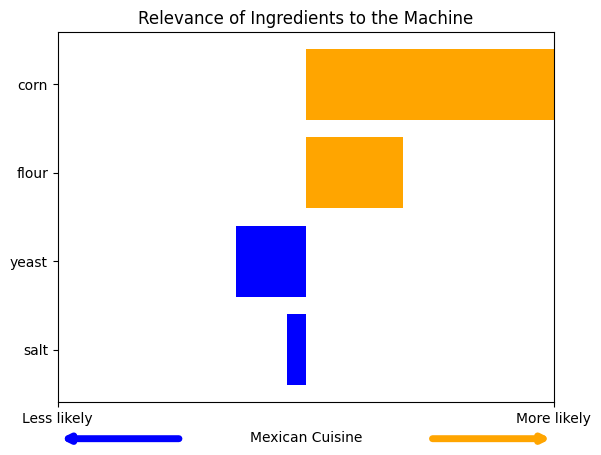 Relevance of Ingredients to the Machine
corn
flour
yeast
salt
Less likely
More likely
Mexican Cuisine